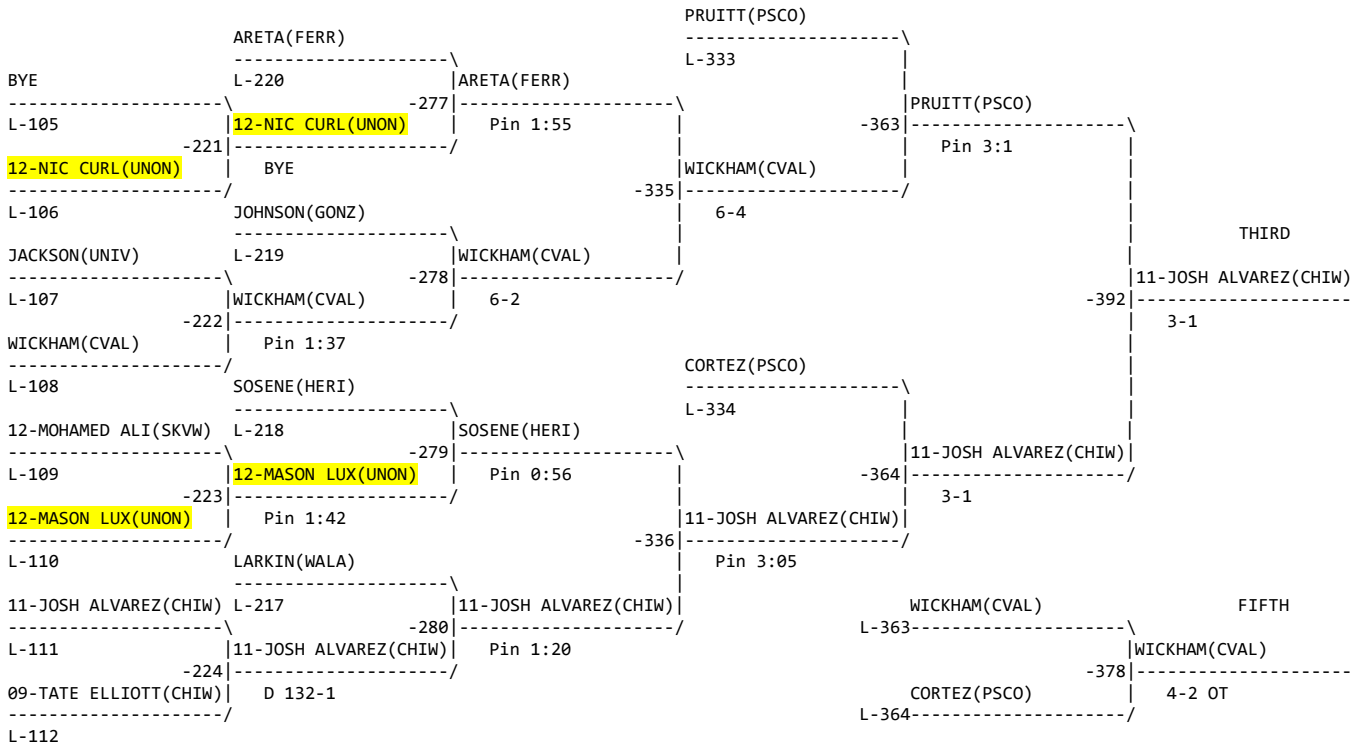 PRUITT(PSCO)
ARETA(FERR) ---------------------\
---------------------\ L-333 |
BYE L-220 |ARETA(FERR) |
---------------------\ -277|---------------------\ |PRUITT(PSCO)
L-105 |12-NIC CURL(UNON) | Pin 1:55 | -363|---------------------\
-221|---------------------/ | | Pin 3:1 |
12-NIC CURL(UNON) | BYE |WICKHAM(CVAL) | |
---------------------/ -335|---------------------/ |
L-106 JOHNSON(GONZ) | 6-4 |
---------------------\ | | THIRD
JACKSON(UNIV) L-219 |WICKHAM(CVAL) | |
---------------------\ -278|---------------------/ |11-JOSH ALVAREZ(CHIW)
L-107 |WICKHAM(CVAL) | 6-2 -392|---------------------
-222|---------------------/ | 3-1
WICKHAM(CVAL) | Pin 1:37 |
---------------------/ CORTEZ(PSCO) |
L-108 SOSENE(HERI) ---------------------\ |
---------------------\ L-334 | |
12-MOHAMED ALI(SKVW) L-218 |SOSENE(HERI) | |
---------------------\ -279|---------------------\ |11-JOSH ALVAREZ(CHIW)|
L-109 |12-MASON LUX(UNON) | Pin 0:56 | -364|---------------------/
-223|---------------------/ | | 3-1
12-MASON LUX(UNON) | Pin 1:42 |11-JOSH ALVAREZ(CHIW)|
---------------------/ -336|---------------------/
L-110 LARKIN(WALA) | Pin 3:05
---------------------\ |
11-JOSH ALVAREZ(CHIW) L-217 |11-JOSH ALVAREZ(CHIW)| WICKHAM(CVAL) FIFTH
---------------------\ -280|---------------------/ L-363---------------------\
L-111 |11-JOSH ALVAREZ(CHIW)| Pin 1:20 |WICKHAM(CVAL)
-224|---------------------/ -378|---------------------
09-TATE ELLIOTT(CHIW)| D 132-1 CORTEZ(PSCO) | 4-2 OT
---------------------/ L-364---------------------/
L-112